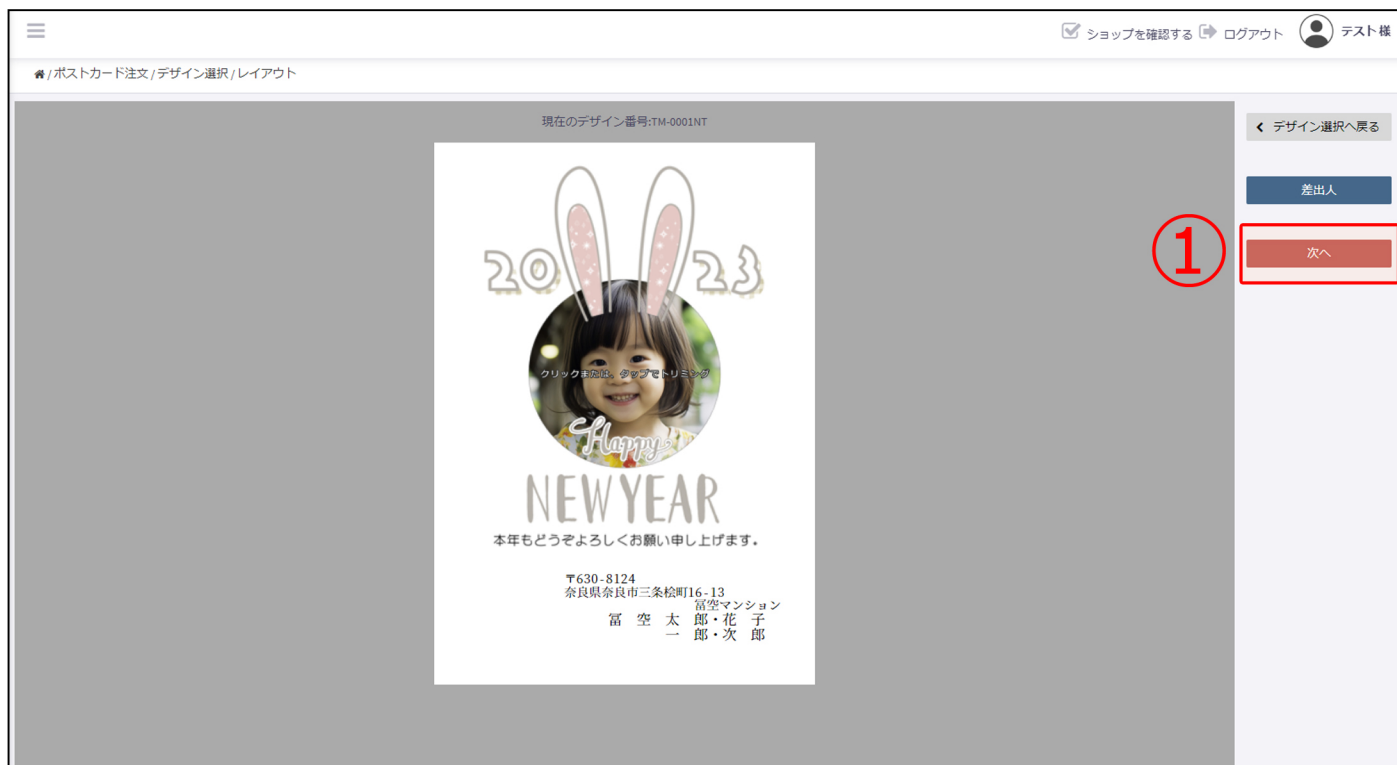 ショップを確認する ログアウト テスト様
/ポストカード注文/デザイン選択/レイアウト
現在のデザイン番号:TM-0001NT
デザイン選択へ戻る
差出人
①
次へ
2023
クリックまたは、タップでトリミング
Happy
NEW YEAR
本年もどうぞよろしくお願い申し上げます。
〒630-8124
奈良県奈良市三条桧町16-13
冨空マンション
冨 空 太 郎・花 子
一 郎・次 郎